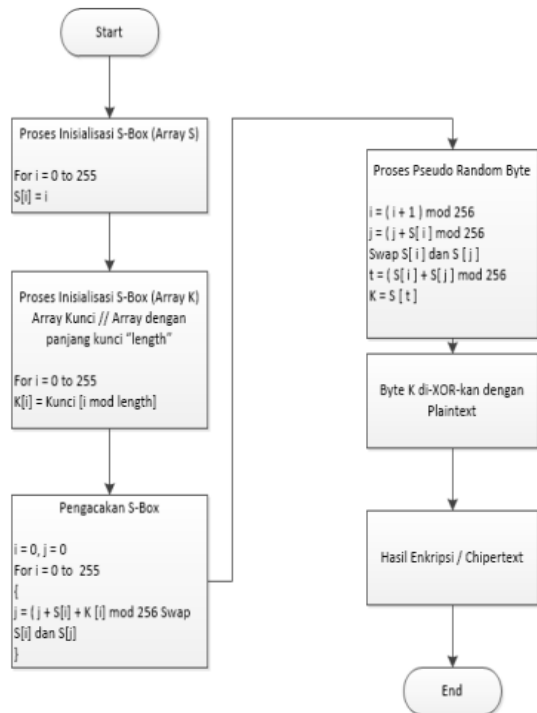 Start
Proses Inisialisasi S-Box (Array S)
For i = 0 to 255
S[i] = i
Proses Inisialisasi S-Box (Array K)
Array Kunci // Array dengan
panjang kunci "length"
For i = 0 to 255
K[i] = Kunci [i mod length]
Pengacakan S-Box
i = 0, j = 0
For i = 0 to 255
{
j = ( j + S[i] + K [i] mod 256 Swap
S[i] dan S[j]
}
Proses Pseudo Random Byte
i = ( i + 1 ) mod 256
j = ( j + S[ i ] mod 256
Swap S[ i ] dan S [ j ]
t = ( S[ i ] + S[ j ] mod 256
K = S [ t ]
Byte K di-XOR-kan dengan
Plaintext
Hasil Enkripsi / Chipertext
End